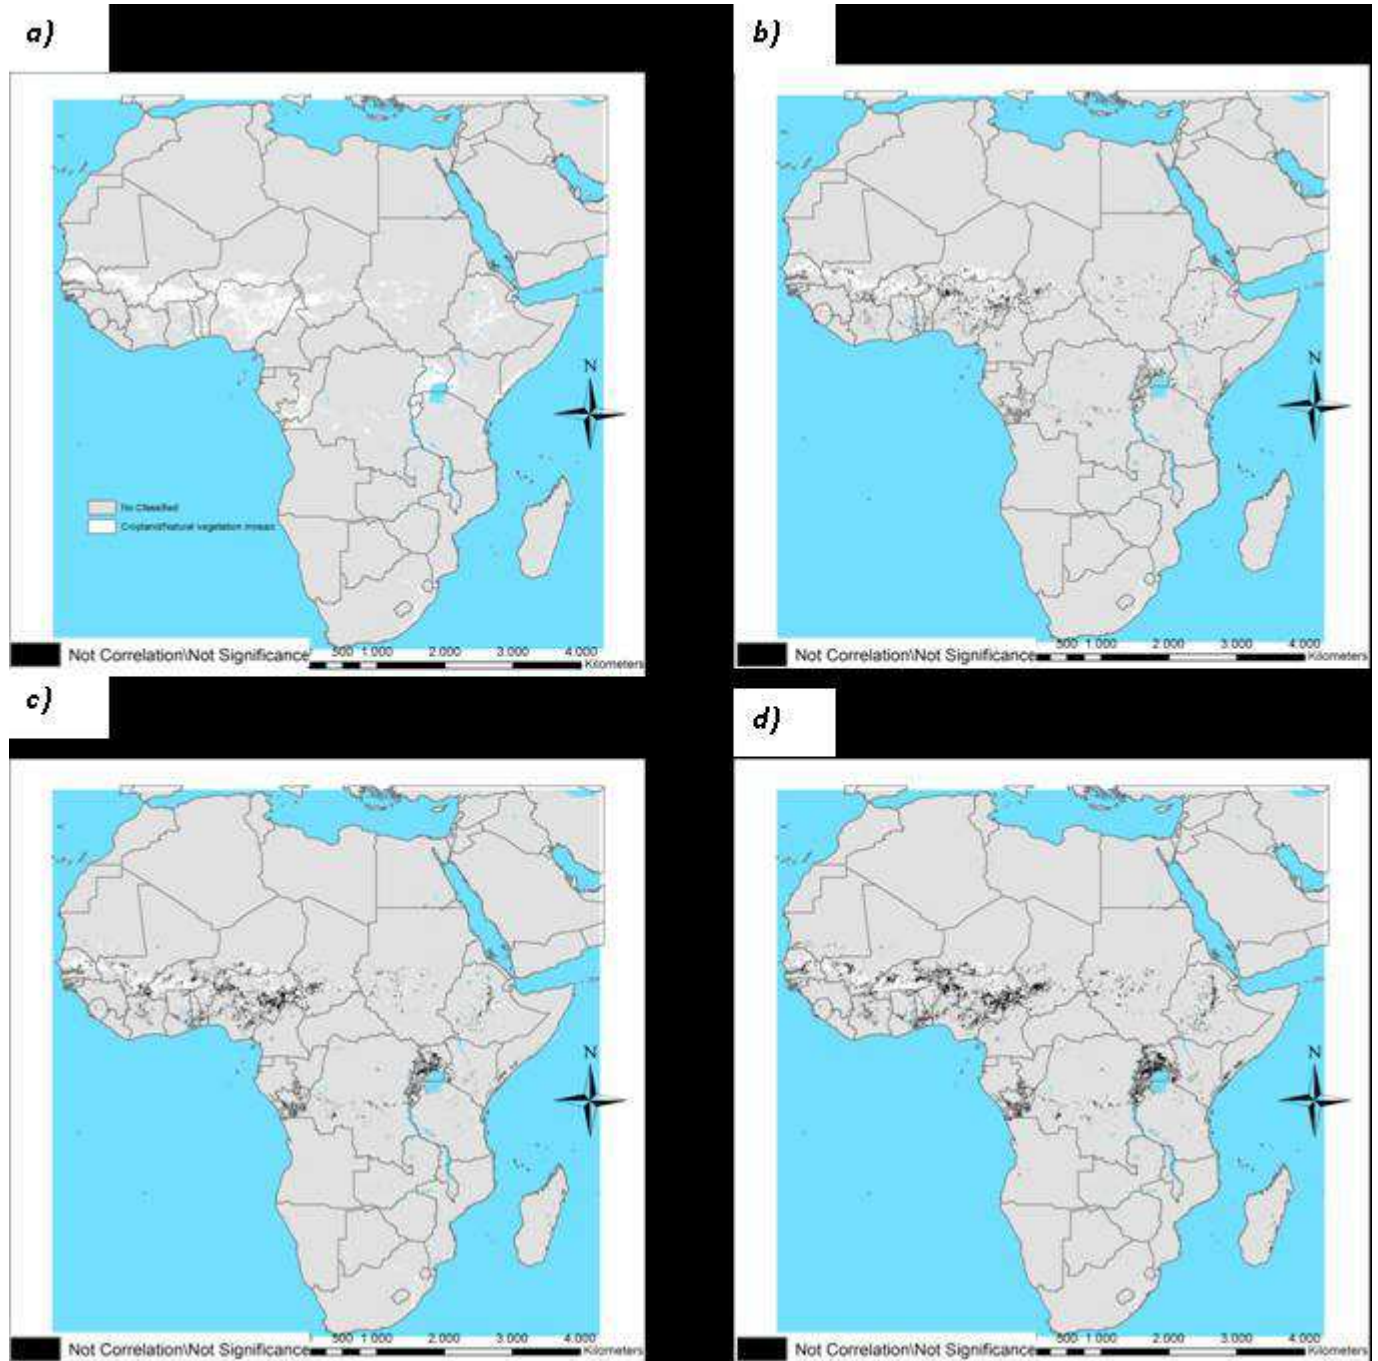 a)
b)
N
N
No Classified
Cropland/Natural vegetation mosaic
Not Correlation\Not Significance
500 1 000 2 000 3 000 4 000
Kilometers
Not Correlation\Not Significance
500 1 000 2 000 3 000 4 000
Kilometers
c)
d)
N
N
Not Correlation\Not Significance
500 1 000 2 000 3 000 4 000
Kilometers
Not Correlation\Not Significance
500 1 000 2 000 3 000 4 000
Kilometers